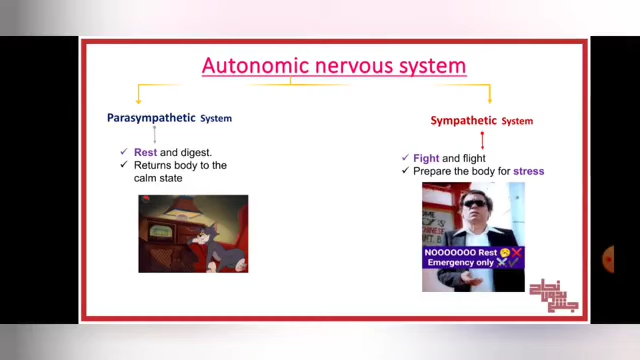 Autonomic nervous system
Parasympathetic System
✓ Rest and digest.
✓ Returns body to the
calm state
Sympathetic System
✓ Fight and flight
✓ Prepare the body for stress
NOOOOOOO Rest 😴❌
Emergency only ⚔️✔️